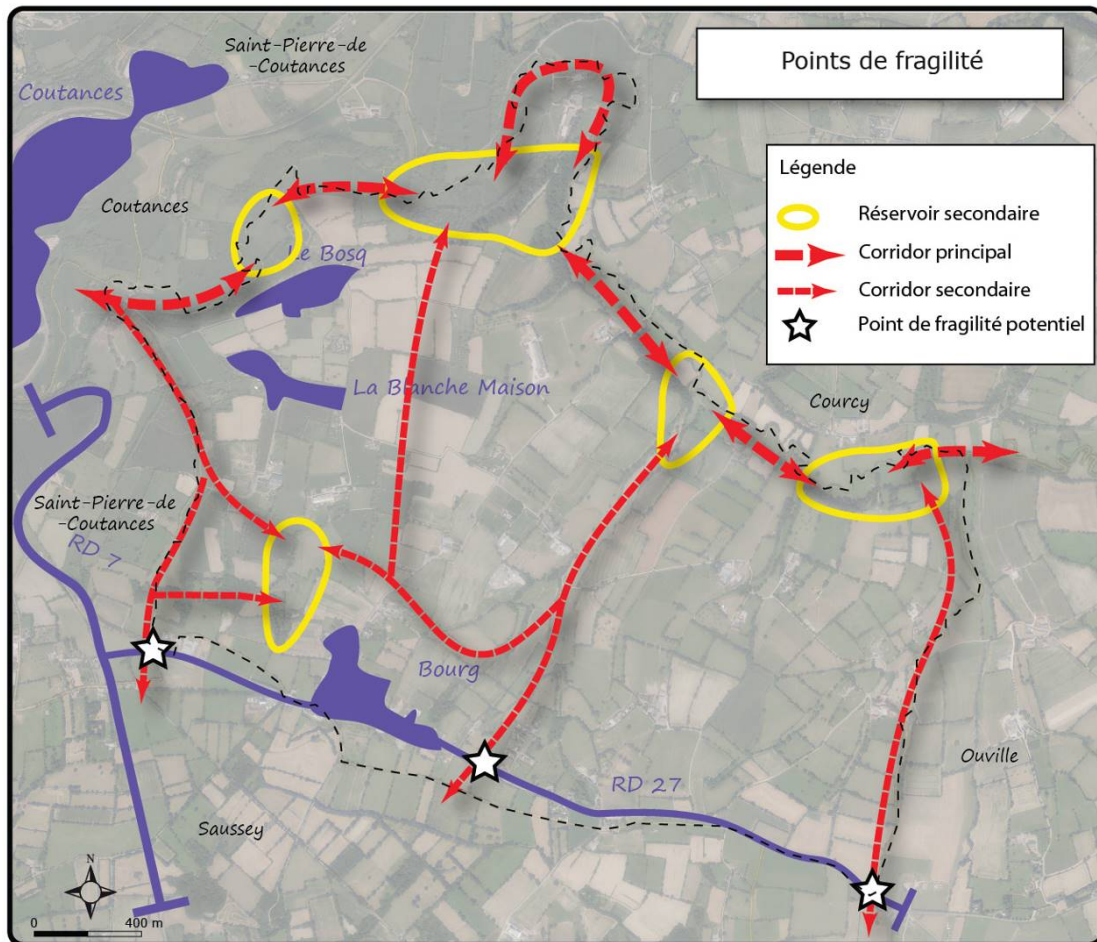 Saint-Pierre-de
-Coutances
Points de fragilité
Coutances
Légende
Coutances
Réservoir secondaire
Le Bosq
Corridor principal
Corridor secondaire
Point de fragilité potentiel
La Blanche Maison
Courcy
Saint-Pierre-de
-Coutances
RD 7
Bourg
Ouville
RD 27
Saussey
N
0
400 m